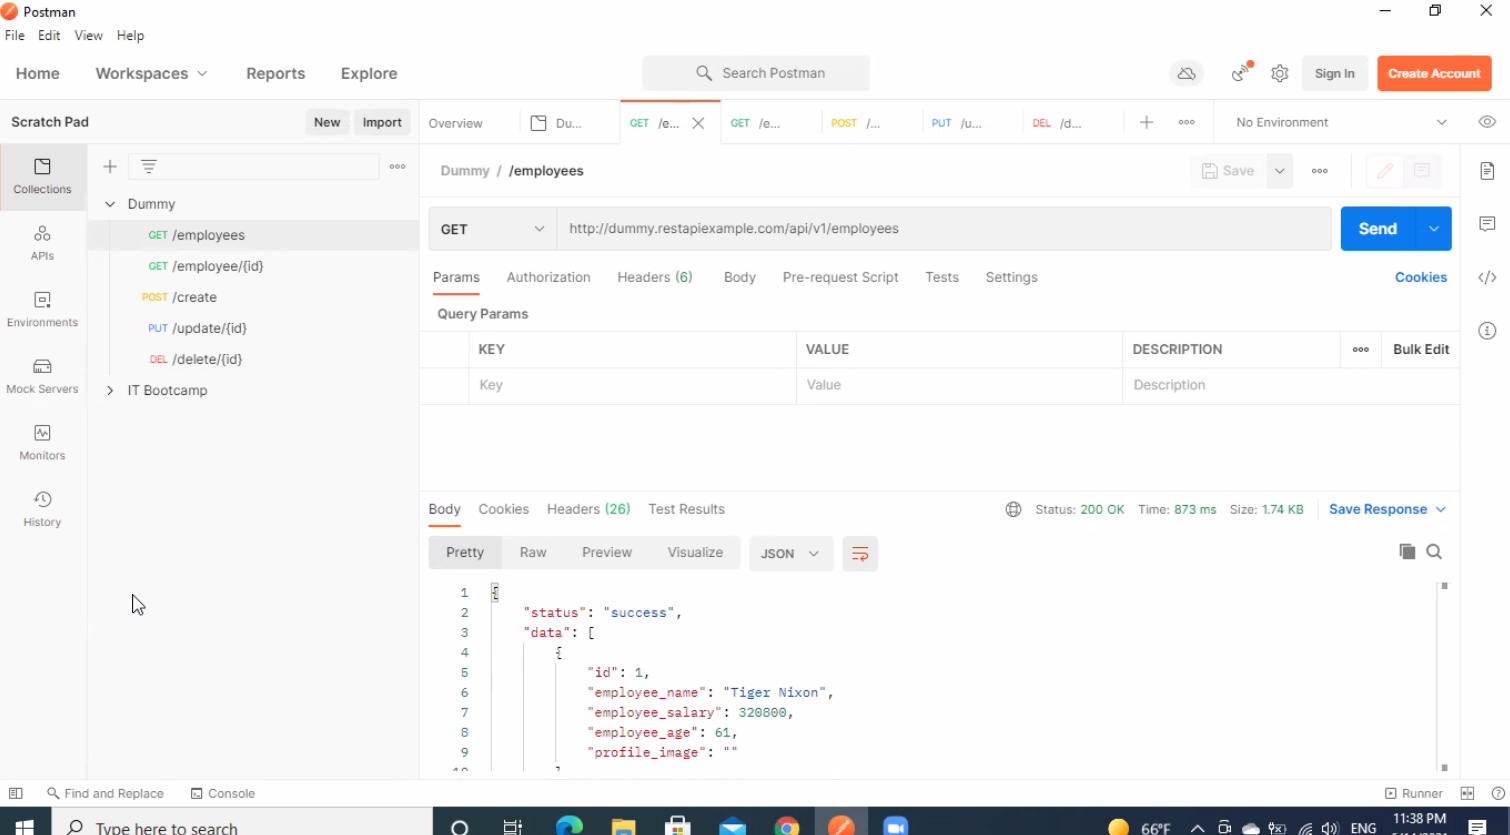 Postman
File Edit View Help
Home Workspaces Reports Explore Search Postman Sign In Create Account
Scratch Pad New Import Overview Du... GET /e... GET /e... POST /... PUT /u... DEL /d... No Environment
Dummy / /employees Save
Collections
APIs
Environments
Mock Servers
Monitors
History
Dummy
GET /employees
GET /employee/{id}
POST /create
PUT /update/{id}
DEL /delete/{id}
IT Bootcamp
GET http://dummy.restapiexample.com/api/v1/employees Send
Params Authorization Headers (6) Body Pre-request Script Tests Settings Cookies
Query Params
KEY VALUE DESCRIPTION Bulk Edit
Key Value Description
Body Cookies Headers (26) Test Results Status: 200 OK Time: 873 ms Size: 1.74 KB Save Response
Pretty Raw Preview Visualize JSON
1 {
2 "status": "success",
3 "data": [
4 {
5 "id": 1,
6 "employee_name": "Tiger Nixon",
7 "employee_salary": 320800,
8 "employee_age": 61,
9 "profile_image": ""
Find and Replace Console Runner
Type here to search 66°F ENG 11:38 PM